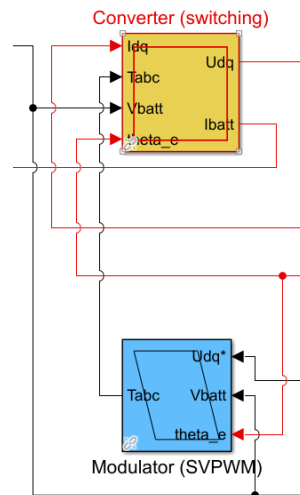 Converter (switching)
Idq
Udq
Tabc
Vbatt
Ibatt
theta_e
Udq*
Tabc
Vbatt
theta_e
Modulator (SVPWM)